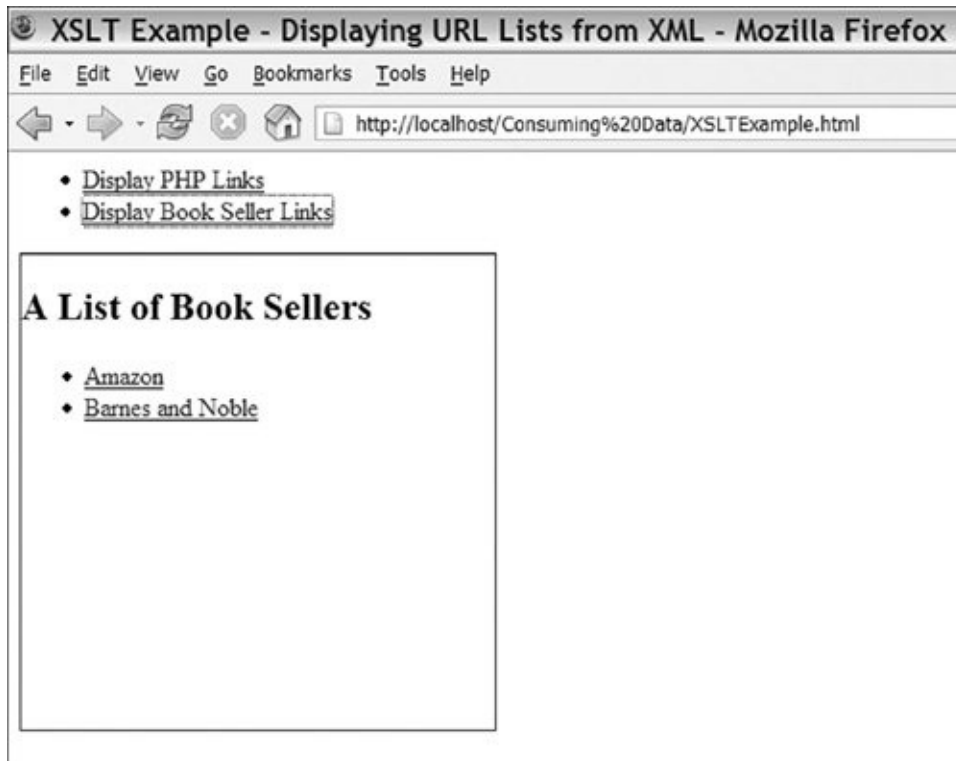 XSLT Example - Displaying URL Lists from XML - Mozilla Firefox
File Edit View Go Bookmarks Tools Help
http://localhost/Consuming%20Data/XSLTExample.html
• Display PHP Links
• Display Book Seller Links
A List of Book Sellers
• Amazon
• Barnes and Noble